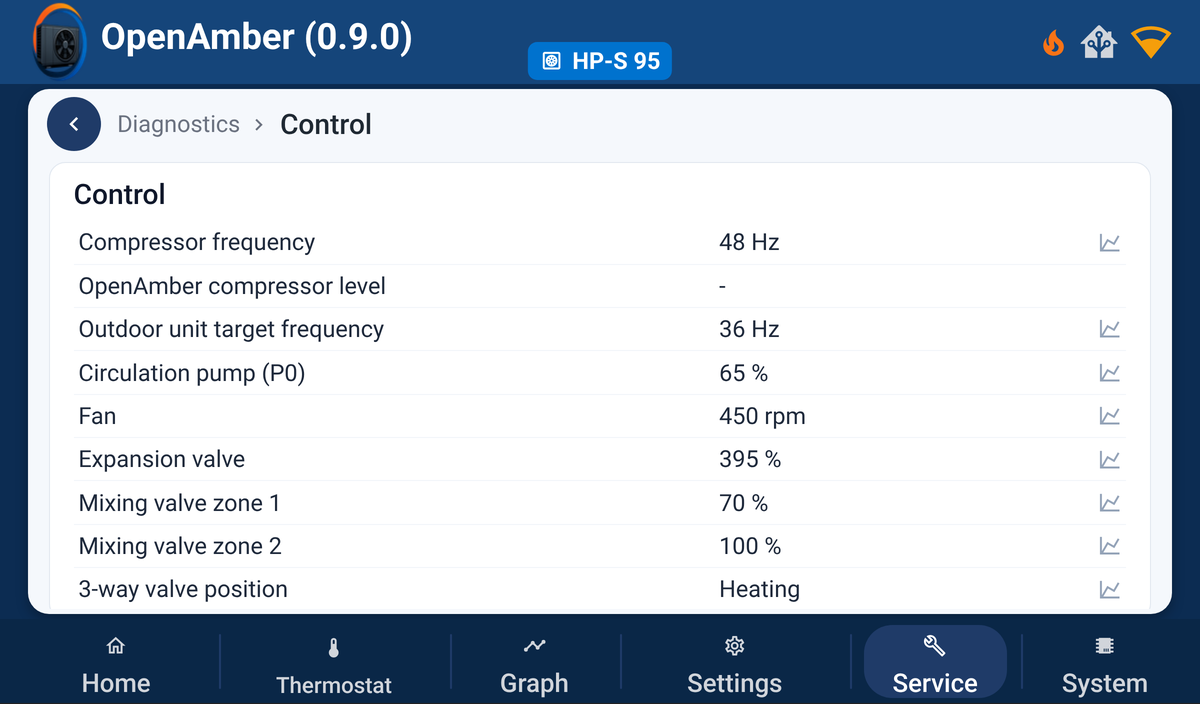 OpenAmber (0.9.0)
HP-S 95
Diagnostics > Control
Control
Compressor frequency 48 Hz
OpenAmber compressor level -
Outdoor unit target frequency 36 Hz
Circulation pump (P0) 65 %
Fan 450 rpm
Expansion valve 395 %
Mixing valve zone 1 70 %
Mixing valve zone 2 100 %
3-way valve position Heating
Home Thermostat Graph Settings Service System